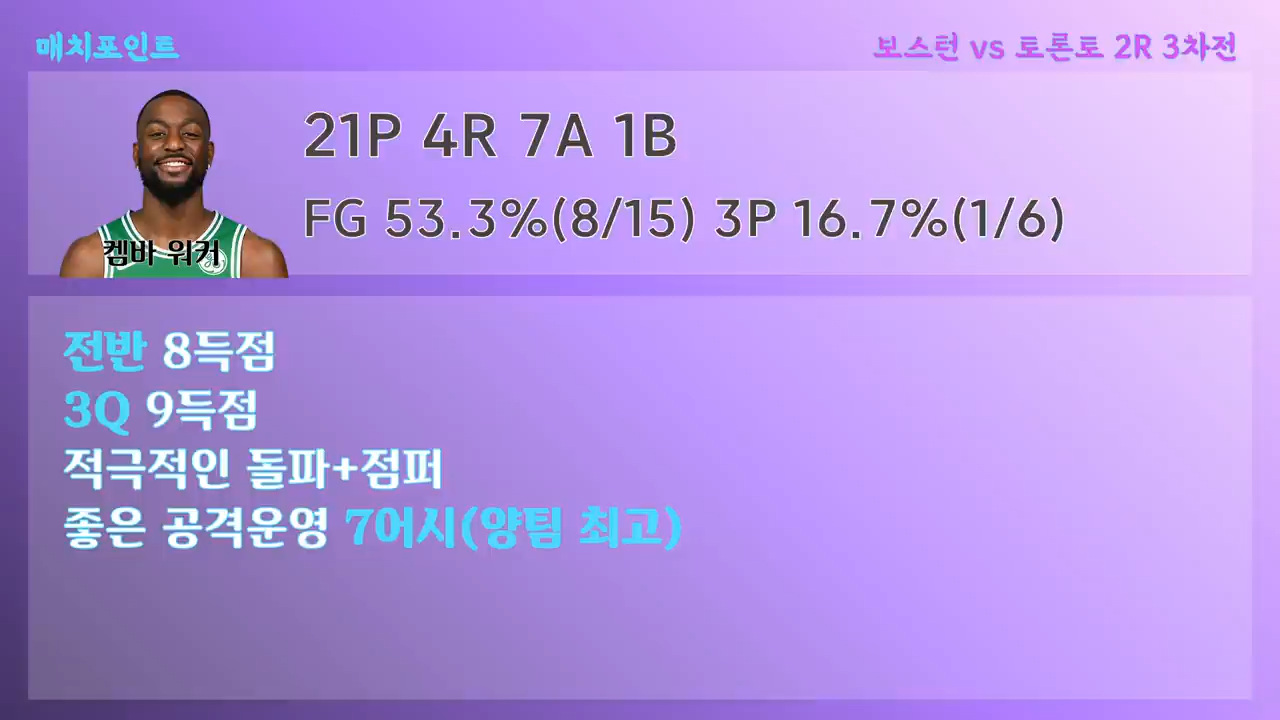 매치포인트
보스턴 vs 토론토 2R 3차전
21P 4R 7A 1B
FG 53.3%(8/15) 3P 16.7%(1/6)
켐바 워커
전반 8득점
3Q 9득점
적극적인 돌파+점퍼
좋은 공격운영 7어시(양팀 최고)